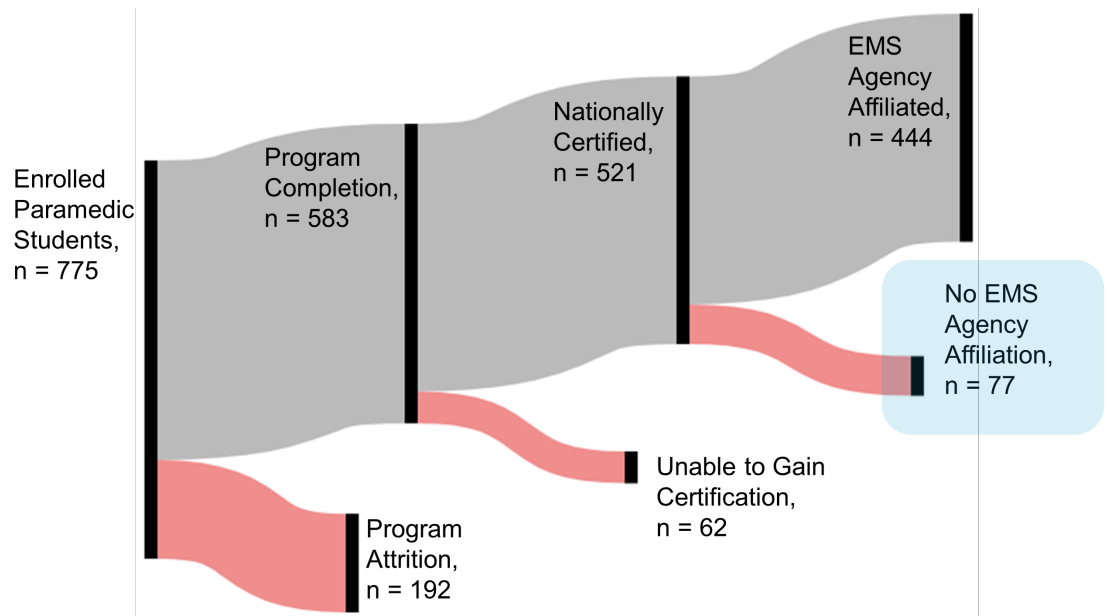 Enrolled
Paramedic
Students,
n = 775
Program
Completion,
n = 583
Nationally
Certified,
n = 521
EMS
Agency
Affiliated,
n = 444
No EMS
Agency
Affiliation,
n = 77
Unable to Gain
Certification,
n = 62
Program
Attrition,
n = 192